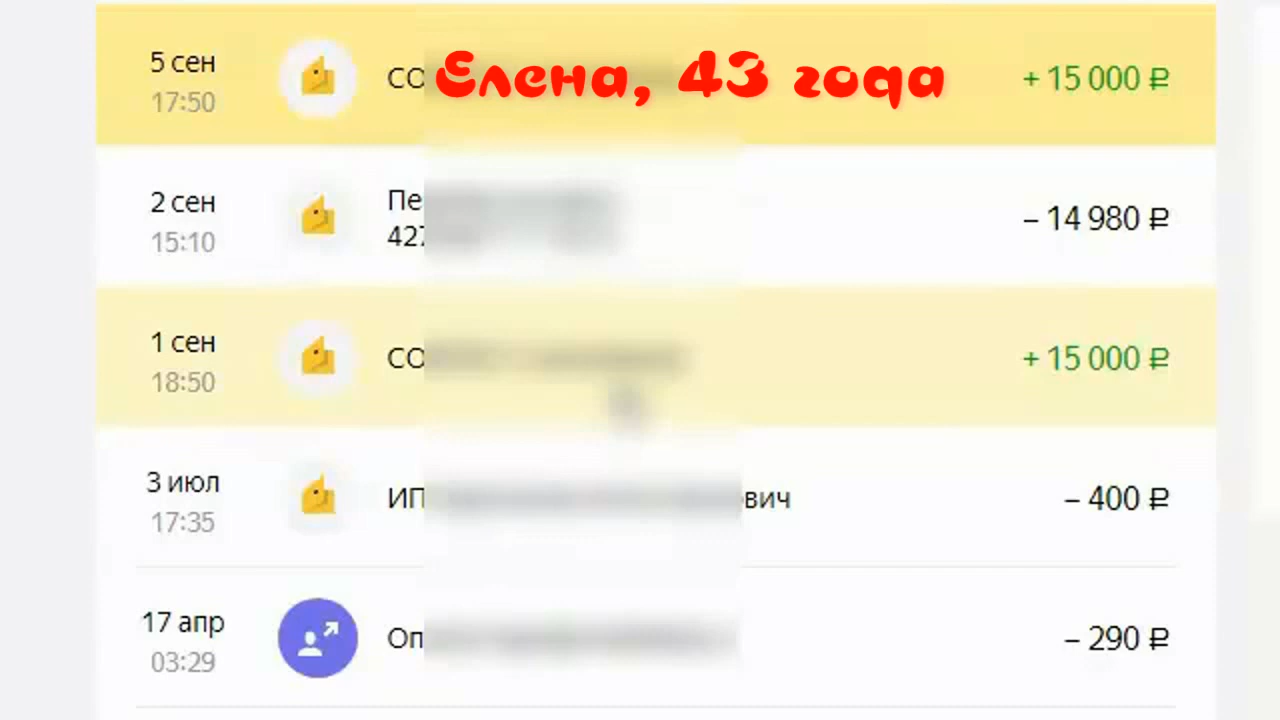 5 сен
17:50
СО
Елена, 43 года
+ 15 000 ₽
2 сен
15:10
Пе
427
– 14 980 ₽
1 сен
18:50
СО
+ 15 000 ₽
3 июл
17:35
ИП
вич
– 400 ₽
17 апр
03:29
Оп
– 290 ₽